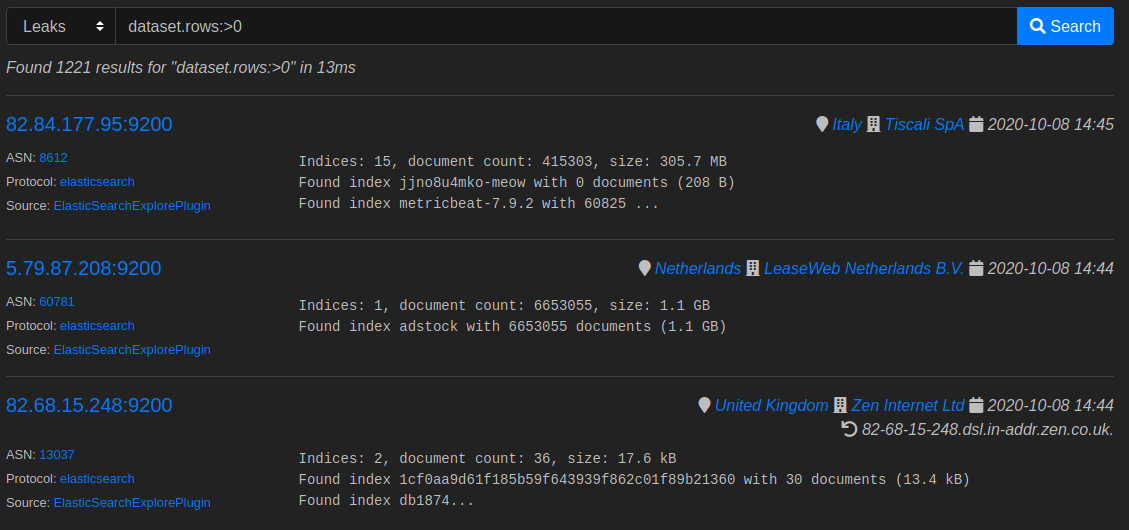 Leaks dataset.rows:>0 Search
Found 1221 results for "dataset.rows:>0" in 13ms
82.84.177.95:9200 Italy Tiscali SpA 2020-10-08 14:45
ASN: 8612
Protocol: elasticsearch
Source: ElasticSearchExplorePlugin
Indices: 15, document count: 415303, size: 305.7 MB
Found index jjno8u4mko-meow with 0 documents (208 B)
Found index metricbeat-7.9.2 with 60825 ...
5.79.87.208:9200 Netherlands LeaseWeb Netherlands B.V. 2020-10-08 14:44
ASN: 60781
Protocol: elasticsearch
Source: ElasticSearchExplorePlugin
Indices: 1, document count: 6653055, size: 1.1 GB
Found index adstock with 6653055 documents (1.1 GB)
82.68.15.248:9200 United Kingdom Zen Internet Ltd 2020-10-08 14:44
82-68-15-248.dsl.in-addr.zen.co.uk.
ASN: 13037
Protocol: elasticsearch
Source: ElasticSearchExplorePlugin
Indices: 2, document count: 36, size: 17.6 kB
Found index 1cf0aa9d61f185b59f643939f862c01f89b21360 with 30 documents (13.4 kB)
Found index db1874...